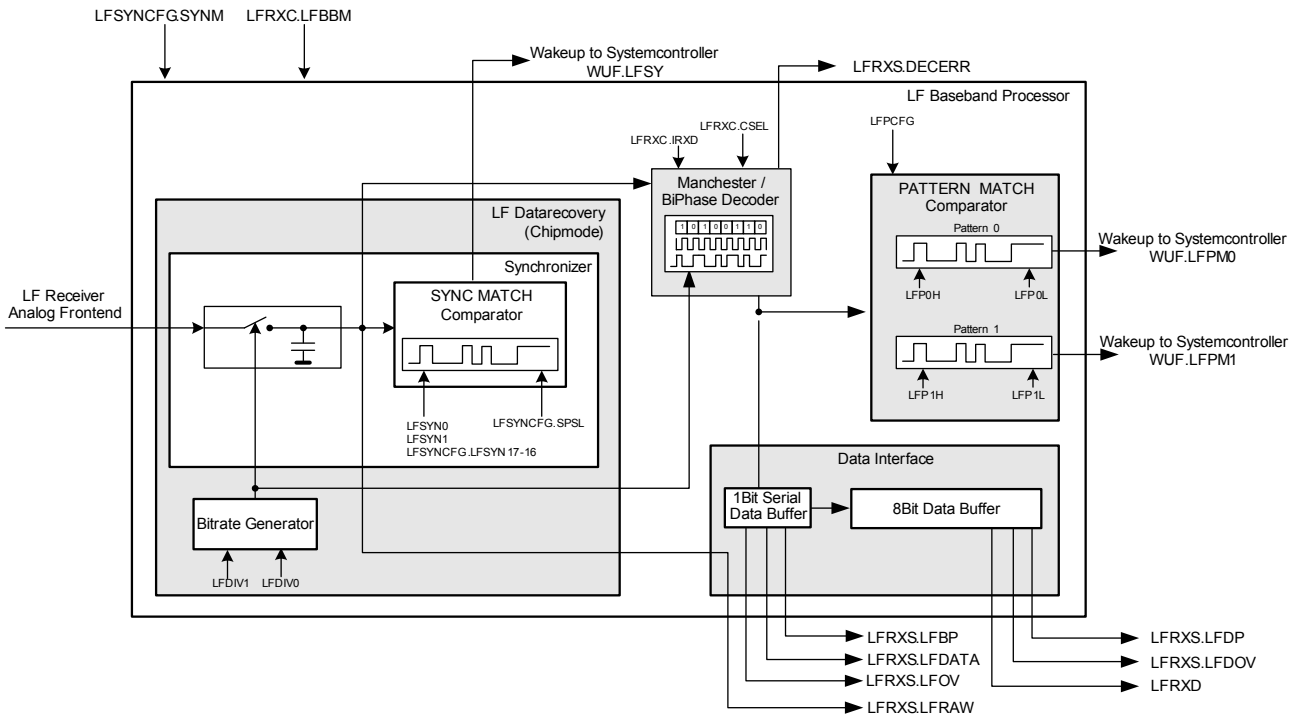 LFSYNCFG.SYNM
LFRXC.LFBBM
Wakeup to Systemcontroller
WUF.LFSY
LFRXS.DECERR
LF Baseband Processor
LFRXC.IRXD
LFRXC.CSEL
LFPCFG
Manchester /
BiPhase Decoder
1 0 1 0 0 1 1 0
PATTERN MATCH
Comparator
Pattern 0
LFP0H
LFP0L
Wakeup to Systemcontroller
WUF.LFPM0
Pattern 1
LFP1H
LFP1L
Wakeup to Systemcontroller
WUF.LFPM1
LF Datarecovery
(Chipmode)
Synchronizer
SYNC MATCH
Comparator
LF Receiver
Analog Frontend
LFSYN0
LFSYN1
LFSYNCFG.LFSYN17-16
LFSYNCFG.SPSL
Bitrate Generator
LFDIV1
LFDIV0
Data Interface
1Bit Serial
Data Buffer
8Bit Data Buffer
LFRXS.LFBP
LFRXS.LFDATA
LFRXS.LFOV
LFRXS.LFRAW
LFRXS.LFDP
LFRXS.LFDOV
LFRXD